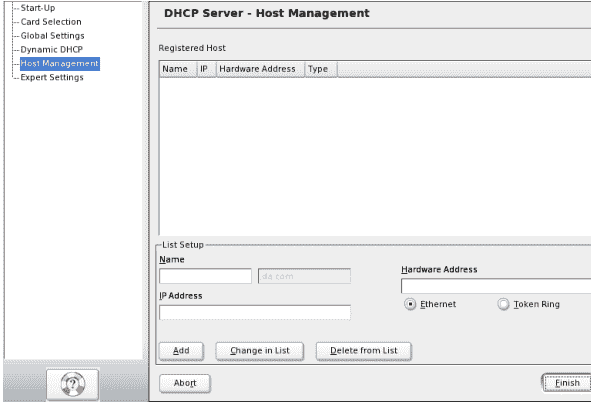 Start-Up
Card Selection
Global Settings
Dynamic DHCP
Host Management
Expert Settings
DHCP Server - Host Management
Registered Host
Name IP Hardware Address Type
List Setup
Name
Hardware Address
IP Address
Ethernet Token Ring
Add Change in List Delete from List
Abort Finish